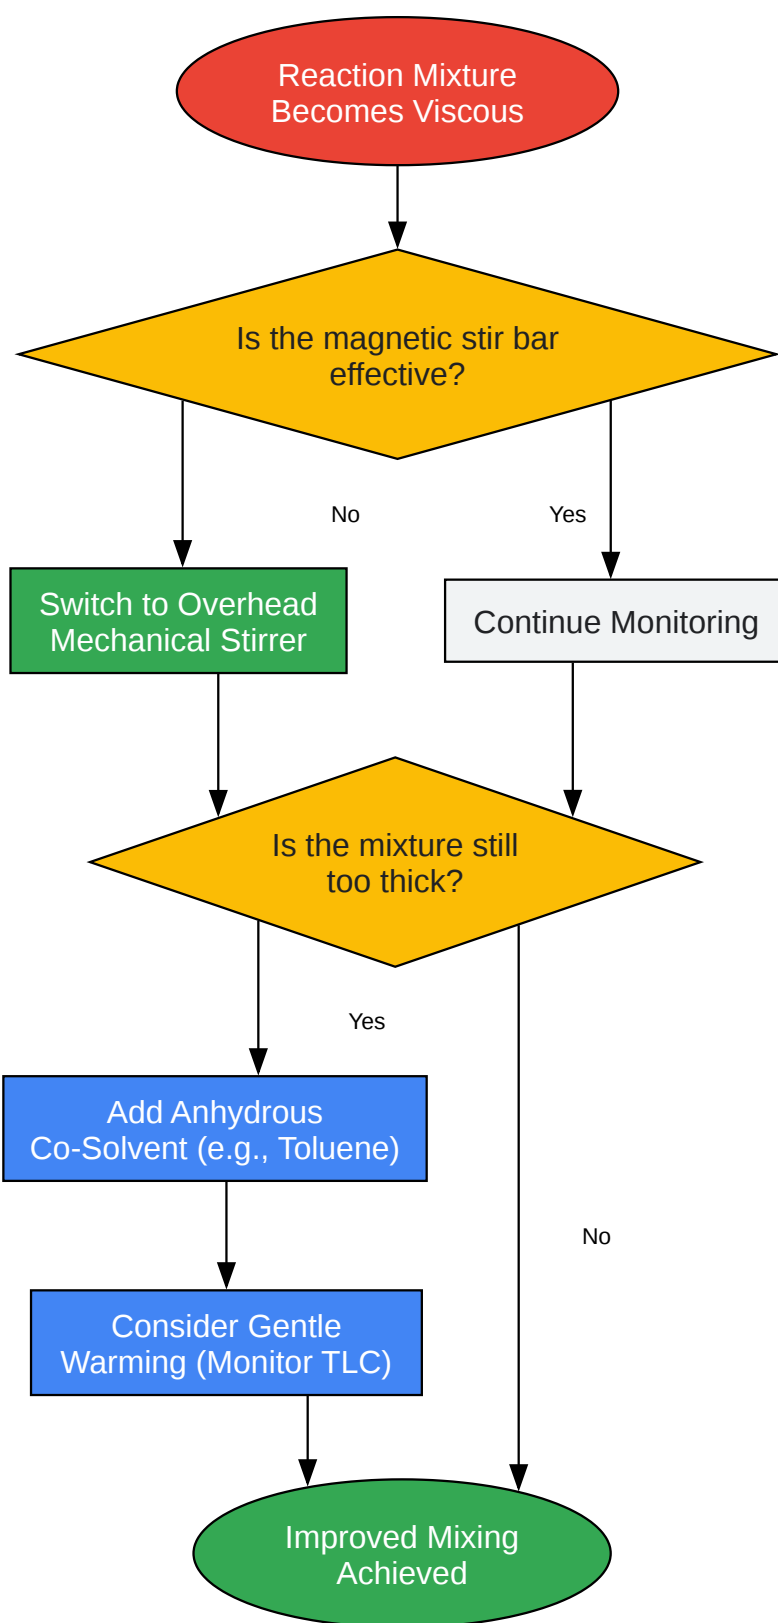 Reaction Mixture
Becomes Viscous
Is the magnetic stir bar
effective?
No
Yes
Switch to Overhead
Mechanical Stirrer
Continue Monitoring
Is the mixture still
too thick?
Yes
Add Anhydrous
Co-Solvent (e.g., Toluene)
No
Consider Gentle
Warming (Monitor TLC)
Improved Mixing
Achieved